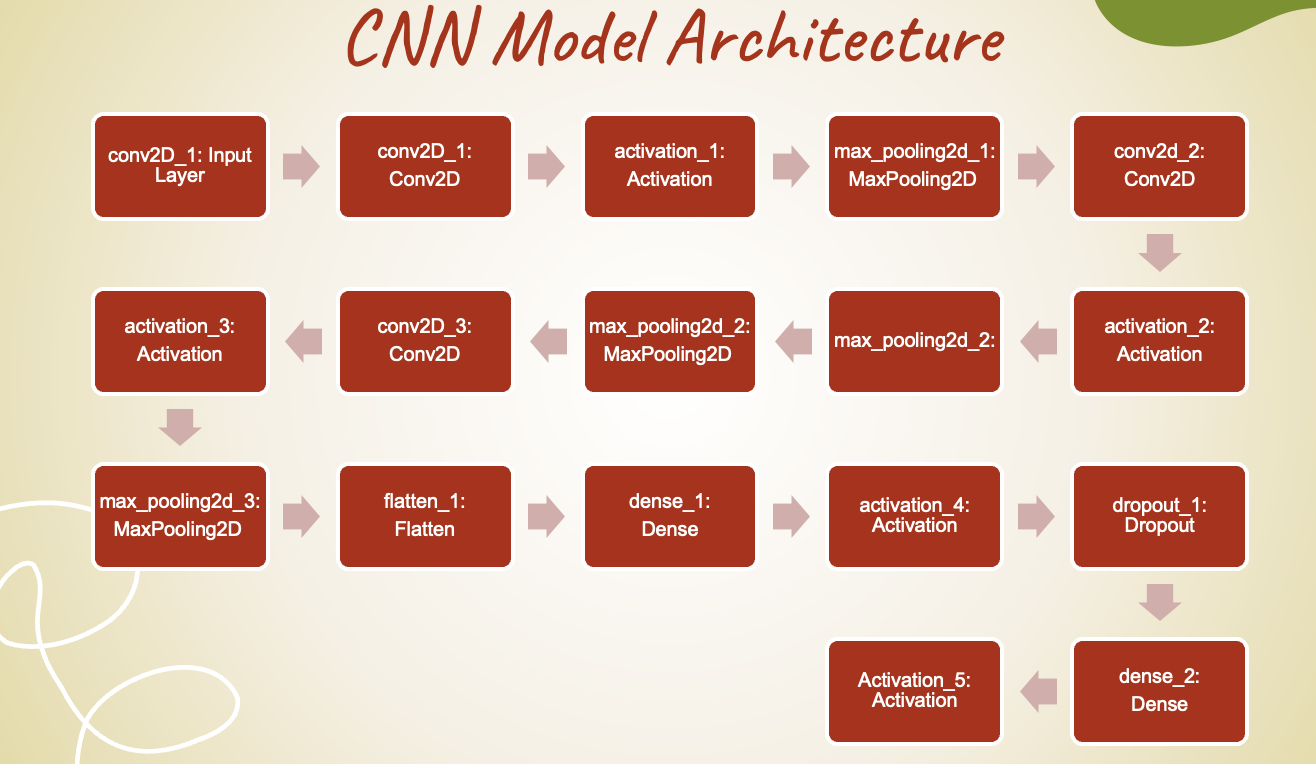 CNN Model Architecture
conv2D_1: Input
Layer
conv2D_1:
Conv2D
activation_1:
Activation
max_pooling2d_1:
MaxPooling2D
conv2d_2:
Conv2D
activation_2:
Activation
max_pooling2d_2:
max_pooling2d_2:
MaxPooling2D
conv2D_3:
Conv2D
activation_3:
Activation
max_pooling2d_3:
MaxPooling2D
flatten_1:
Flatten
dense_1:
Dense
activation_4:
Activation
dropout_1:
Dropout
dense_2:
Dense
Activation_5:
Activation